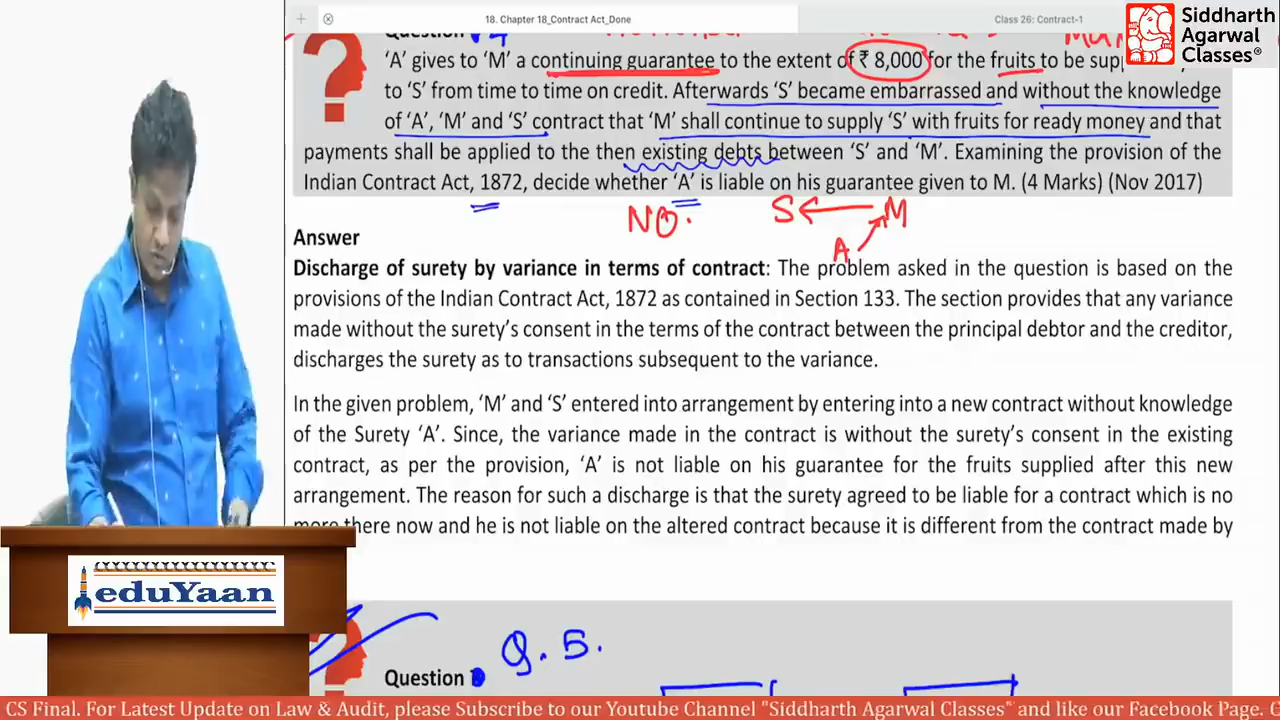 18. Chapter 18_Contract Act_Done
Class 26: Contract-1
Siddharth
Agarwal
Classes®
Question
'A' gives to 'M' a continuing guarantee to the extent of ₹ 8,000 for the fruits to be
to 'S' from time to time on credit. Afterwards 'S' became embarrassed and without the knowledge
of 'A', 'M' and 'S' contract that 'M' shall continue to supply 'S' with fruits for ready money and that
payments shall be applied to the then existing debts between 'S' and 'M'. Examining the provision of the
Indian Contract Act, 1872, decide whether 'A' is liable on his guarantee given to M. (4 Marks) (Nov 2017)
NO.
S ← M
A
Answer
Discharge of surety by variance in terms of contract: The problem asked in the question is based on the
provisions of the Indian Contract Act, 1872 as contained in Section 133. The section provides that any variance
made without the surety's consent in the terms of the contract between the principal debtor and the creditor,
discharges the surety as to transactions subsequent to the variance.
In the given problem, 'M' and 'S' entered into arrangement by entering into a new contract without knowledge
of the Surety 'A'. Since, the variance made in the contract is without the surety's consent in the existing
contract, as per the provision, 'A' is not liable on his guarantee for the fruits supplied after this new
arrangement. The reason for such a discharge is that the surety agreed to be liable for a contract which is no
more there now and he is not liable on the altered contract because it is different from the contract made by
eduYaan
Q. 5.
Question
CS Final. For Latest Update on Law & Audit, please Subscribe to our Youtube Channel "Siddharth Agarwal Classes" and like our Facebook Page.